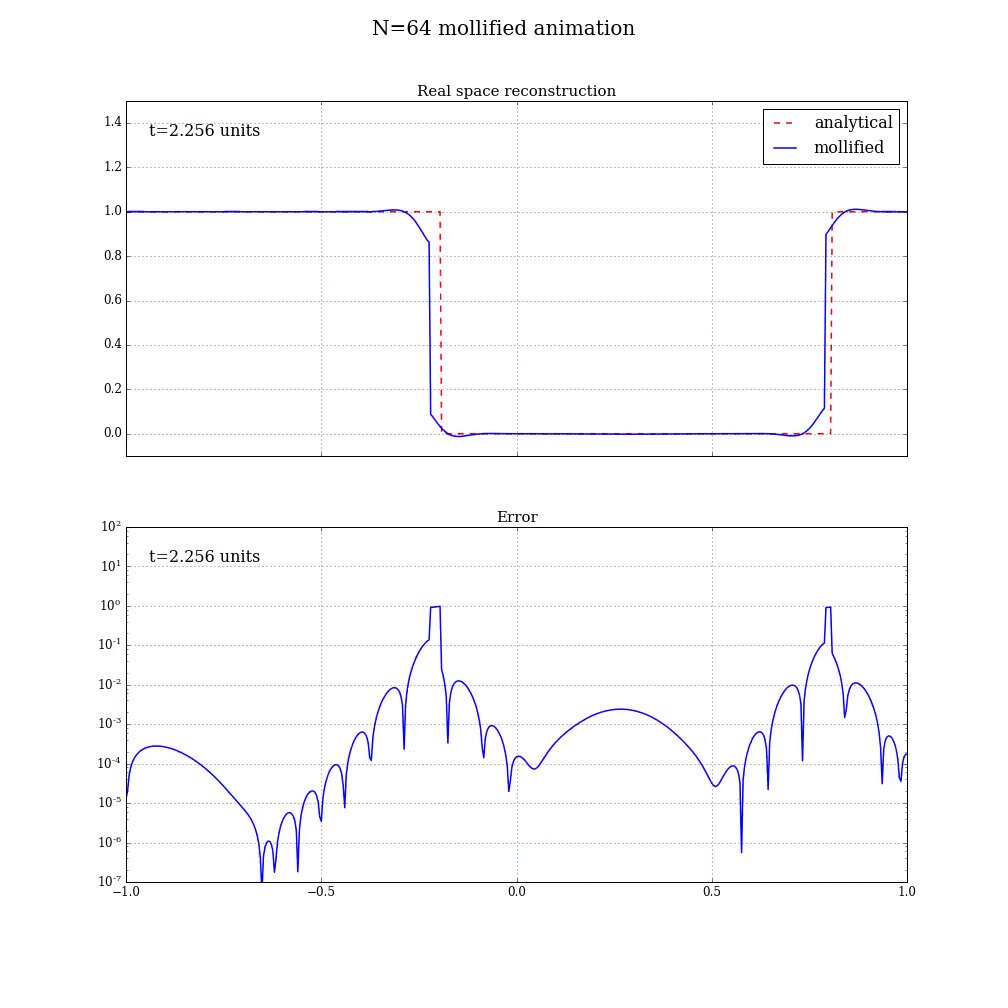 N=64 mollified animation
Real space reconstruction
t=2.256 units
analytical
mollified
1.4
1.2
1.0
0.8
0.6
0.4
0.2
0.0
Error
t=2.256 units
10²
10¹
10⁰
10⁻¹
10⁻²
10⁻³
10⁻⁴
10⁻⁵
10⁻⁶
10⁻⁷
−1.0 −0.5 0.0 0.5 1.0